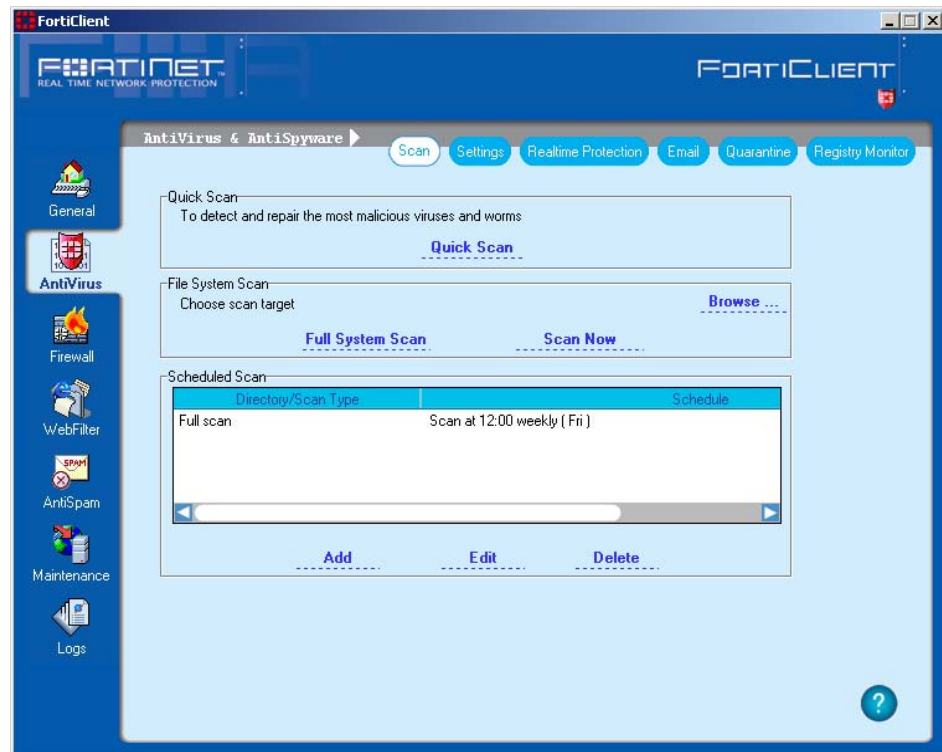 FortiClient
FORTINET
REAL TIME NETWORK PROTECTION
FORTICLIENT
AntiVirus & AntiSpyware
Scan Settings Realtime Protection Email Quarantine Registry Monitor
General
AntiVirus
Firewall
WebFilter
SPAM
AntiSpam
Maintenance
Logs
Quick Scan
To detect and repair the most malicious viruses and worms
Quick Scan
File System Scan
Choose scan target
Browse ...
Full System Scan Scan Now
Scheduled Scan
Directory/Scan Type Schedule
Full scan Scan at 12:00 weekly ( Fri )
Add Edit Delete
?